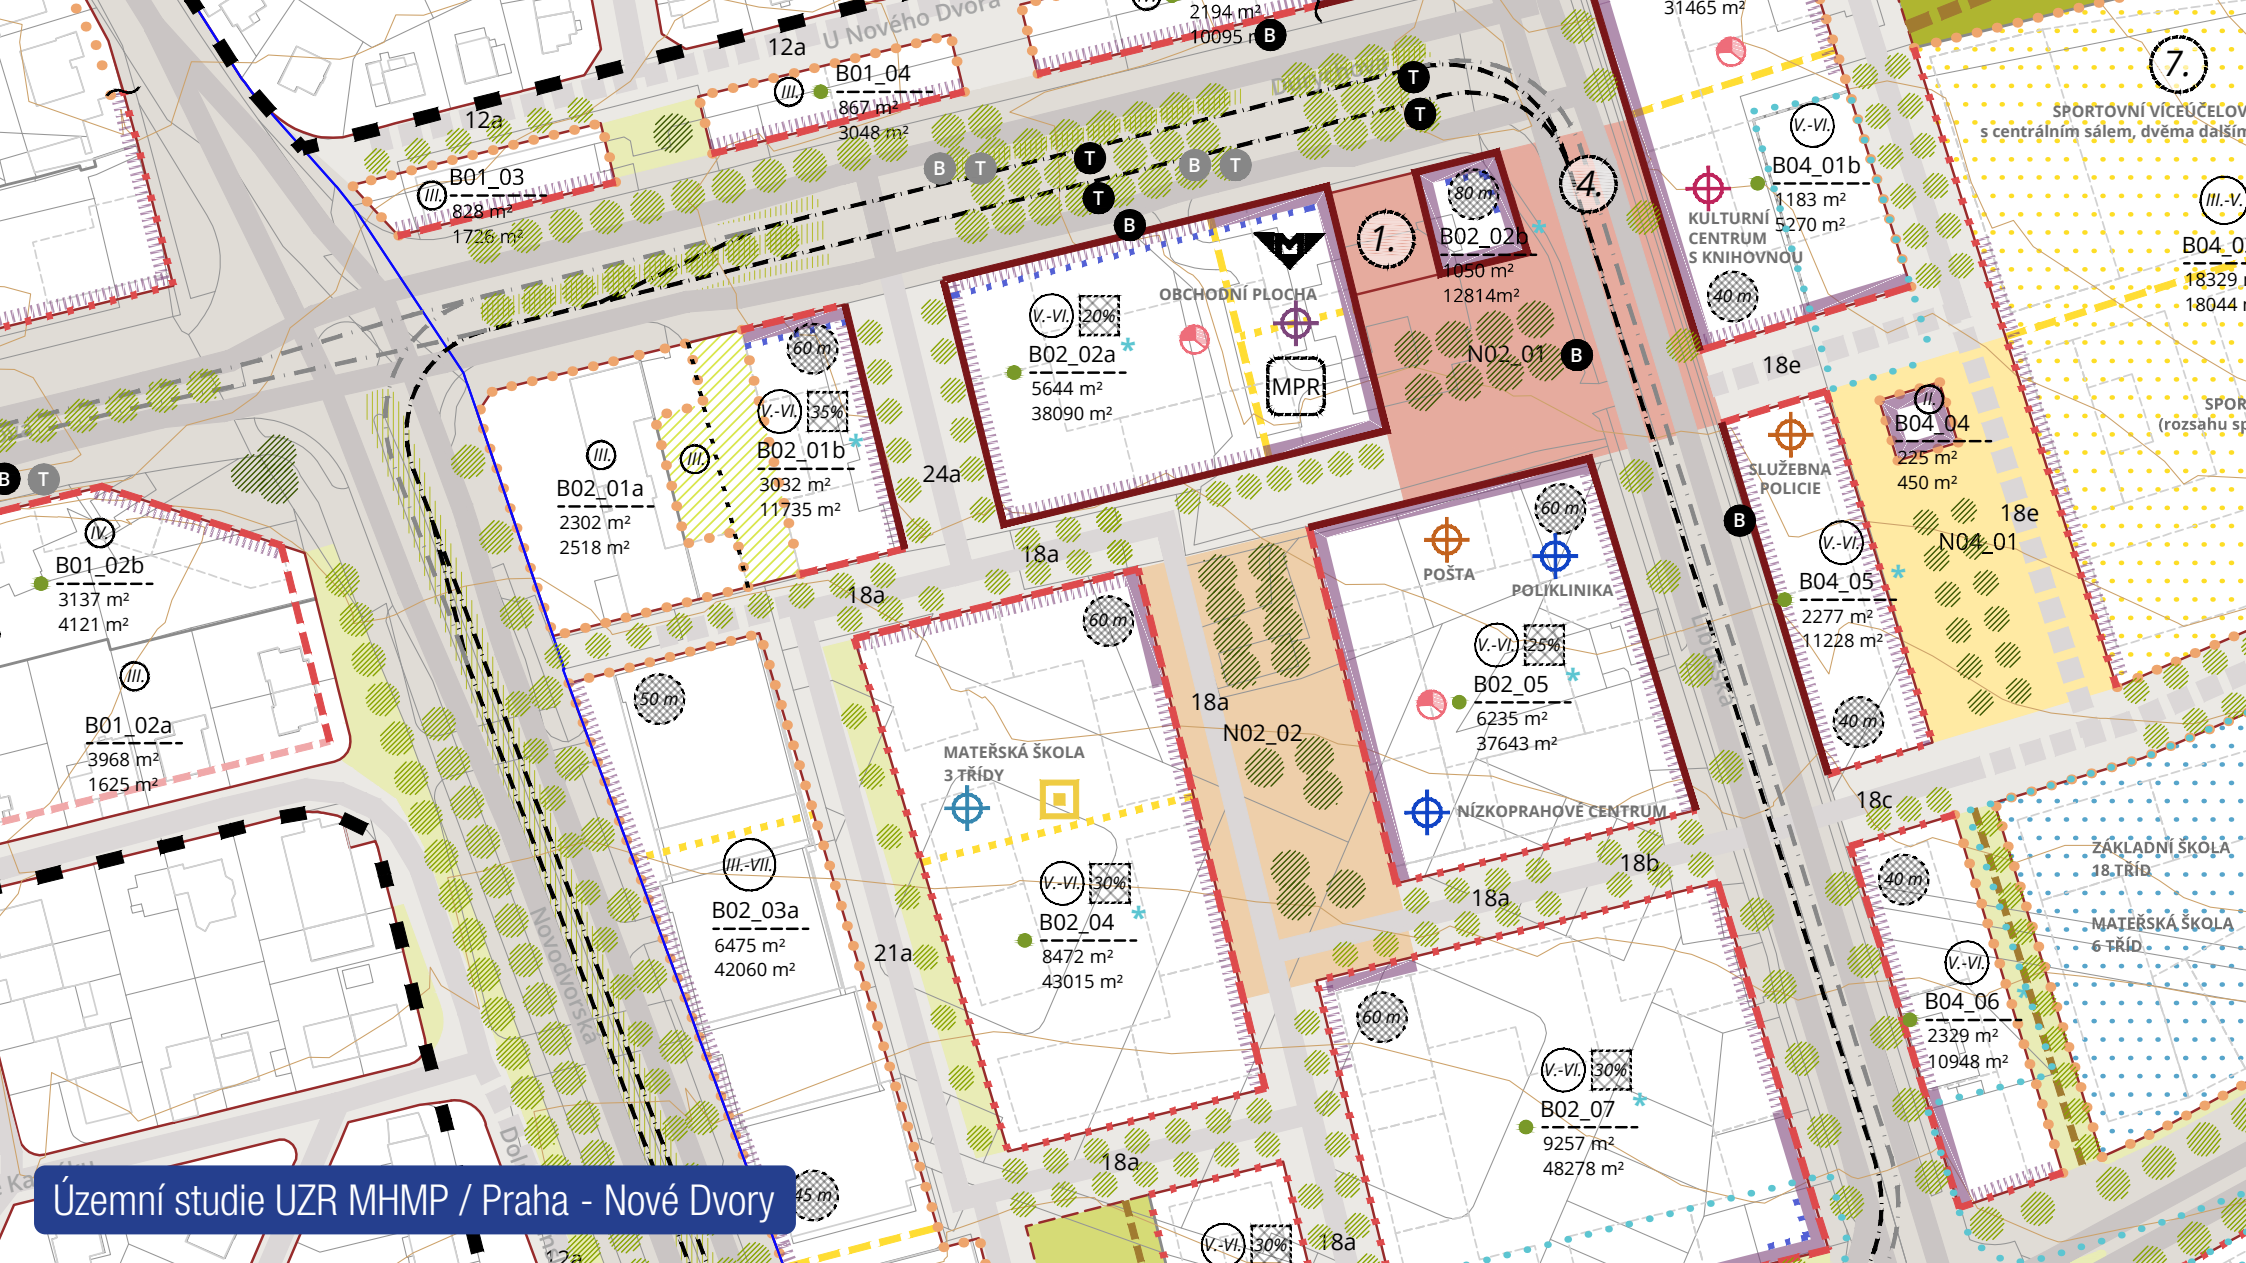 U Nového Dvora
12a
12a
2194 m²
10095 m²
B
31465 m²
B01_04
III.
867 m²
3048 m²
B01_03
III.
828 m²
1726 m²
T
T
B T
T
B T
T
B
7.
SPORTOVNÍ VÍCEÚČELOV
s centrálním sálem, dvěma dalším
V.-VI.
B04_01b
1183 m²
5270 m²
KULTURNÍ
CENTRUM
S KNIHOVNOU
40 m
III.-V.
B04_0
18329
18044
4.
1.
80 m
B02_02b
1050 m²
12814m²
N02_01
B
OBCHODNÍ PLOCHA
M
MPR
V.-VI. 20%
B02_02a
5644 m²
38090 m²
60 m
V.-VI. 35%
B02_01b
3032 m²
11735 m²
III.
III.
B02_01a
2302 m²
2518 m²
24a
18e
SPOR
(rozsahu sp
II.
B04_04
225 m²
450 m²
SLUŽEBNA
POLICIE
B
18e
N04_01
V.-VI.
B04_05
2277 m²
11228 m²
40 m
B T
IV.
B01_02b
3137 m²
4121 m²
III.
B01_02a
3968 m²
1625 m²
18a
18a
60 m
POŠTA
60 m
POLIKLINIKA
Libušská
V.-VI. 25%
B02_05
6235 m²
37643 m²
NÍZKOPRAHOVÉ CENTRUM
18a
N02_02
50 m
60 m
MATEŘSKÁ ŠKOLA
3 TŘÍDY
III.-VII.
B02_03a
6475 m²
42060 m²
V.-VI. 30%
B02_04
8472 m²
43015 m²
21a
18c
18b
18a
ZÁKLADNÍ ŠKOLA
18 TŘÍD
MATEŘSKÁ ŠKOLA
6 TŘÍD
40 m
V.-VI.
B04_06
2329 m²
10948 m²
Novodvorská
60 m
V.-VI. 30%
B02_07
9257 m²
48278 m²
18a
V.-VI. 30%
18a
45 m
Územní studie UZR MHMP / Praha - Nové Dvory